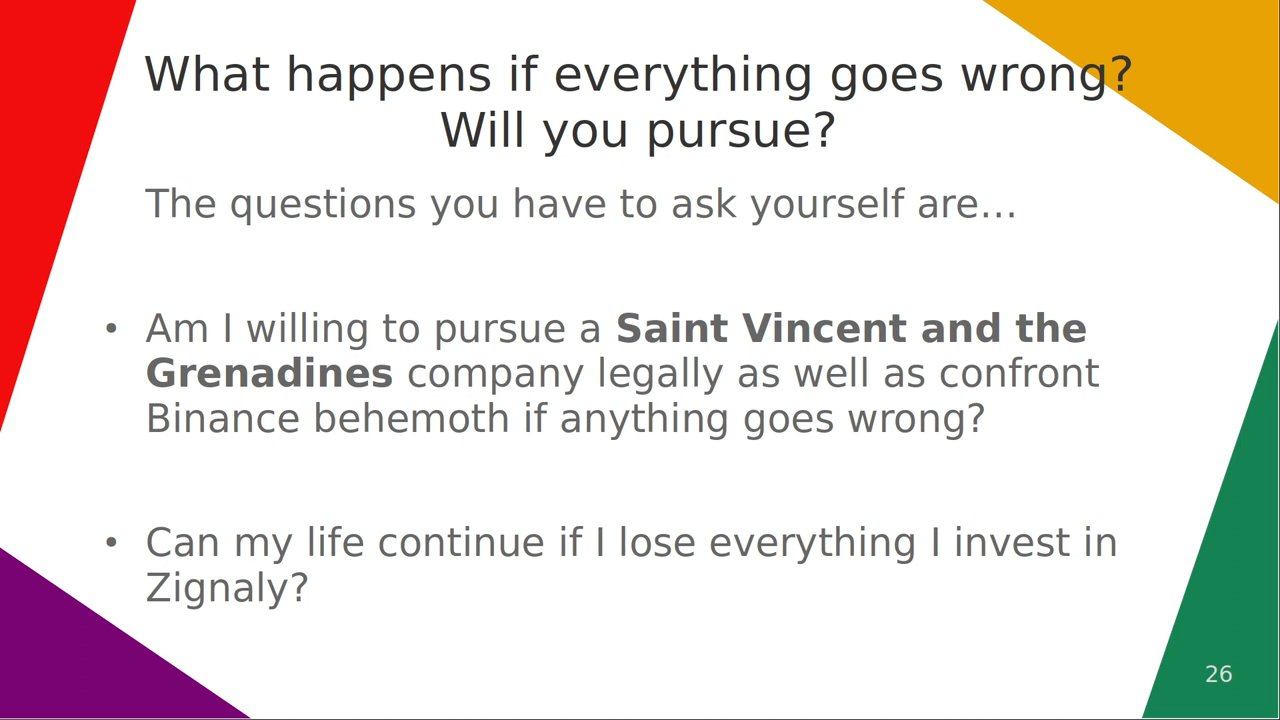 What happens if everything goes wrong?
Will you pursue?
The questions you have to ask yourself are...
• Am I willing to pursue a Saint Vincent and the
Grenadines company legally as well as confront
Binance behemoth if anything goes wrong?
• Can my life continue if I lose everything I invest in
Zignaly?
26